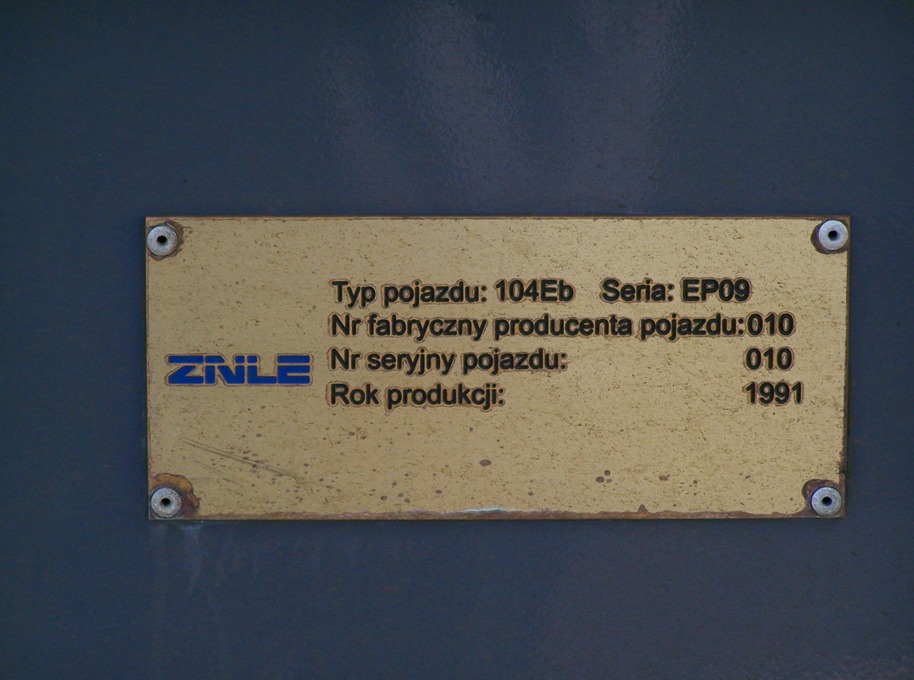 Typ pojazdu: 104Eb Seria: EP09
Nr fabryczny producenta pojazdu:010
ZNLE
Nr seryjny pojazdu: 010
Rok produkcji: 1991